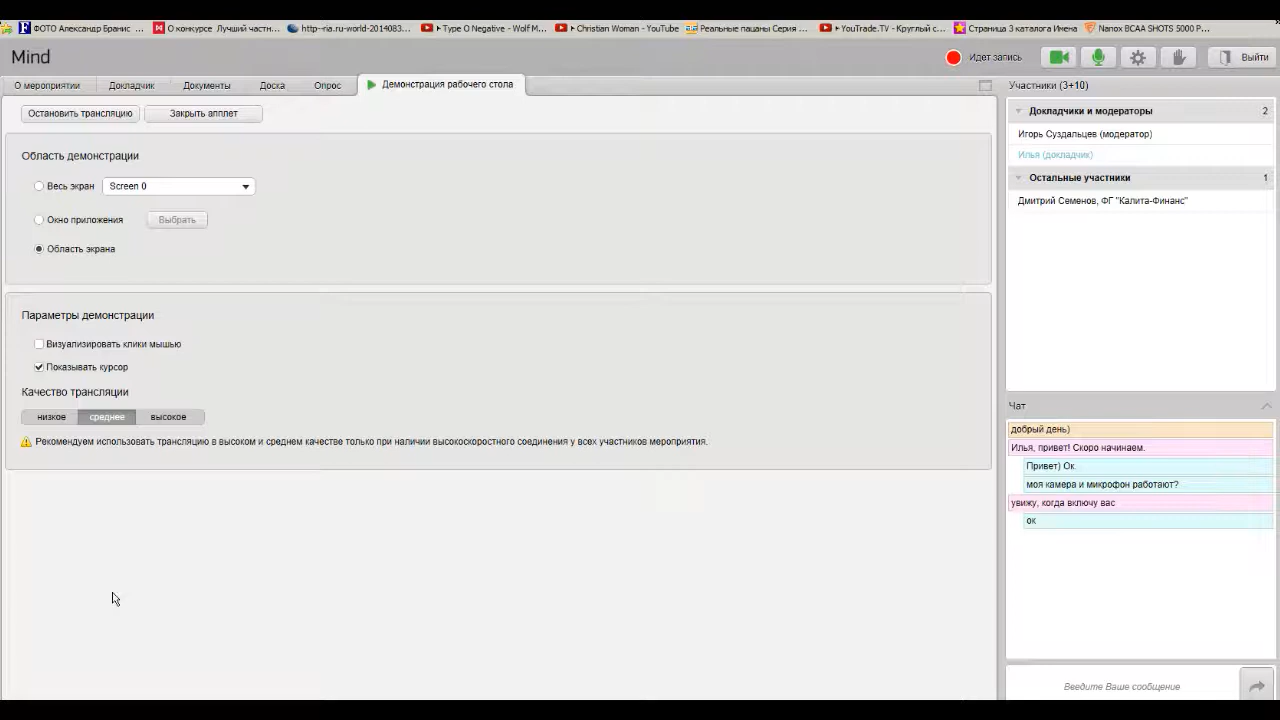 ФОТО Александр Бранис ... О конкурсе Лучший частн... http--ria.ru-world-2014083... Type O Negative - Wolf M... Christian Woman - YouTube Реальные пацаны Серия ... YouTrade.TV - Круглый с... Страница 3 каталога Имена Nanox BCAA SHOTS 5000 P...
Mind
Идет запись
Выйти
О мероприятии Докладчик Документы Доска Опрос Демонстрация рабочего стола
Остановить трансляцию Закрыть апплет
Область демонстрации
Весь экран Screen 0
Окно приложения Выбрать
Область экрана
Параметры демонстрации
Визуализировать клики мышью
Показывать курсор
Качество трансляции
низкое среднее высокое
Рекомендуем использовать трансляцию в высоком и среднем качестве только при наличии высокоскоростного соединения у всех участников мероприятия.
Участники (3+10)
Докладчики и модераторы 2
Игорь Суздальцев (модератор)
Илья (докладчик)
Остальные участники 1
Дмитрий Семенов, ФГ "Калита-Финанс"
Чат
добрый день)
Илья, привет! Скоро начинаем.
Привет) Ок.
моя камера и микрофон работают?
увижу, когда включу вас
ок
Введите Ваше сообщение